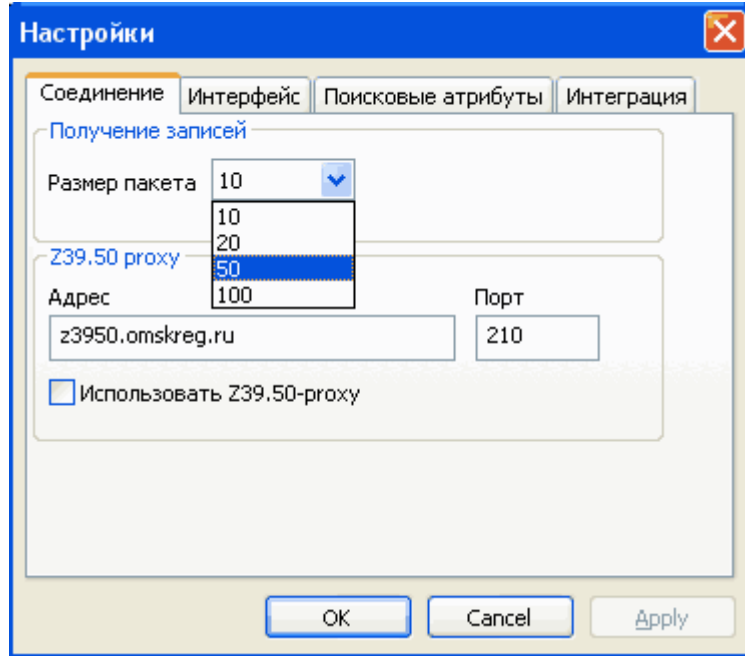 Настройки
Соединение Интерфейс Поисковые атрибуты Интеграция
Получение записей
Размер пакета 10
10
20
Z39.50 proxy
50
Адрес 100 Порт
z3950.omskreg.ru 210
Использовать Z39.50-proxy
OK Cancel Apply